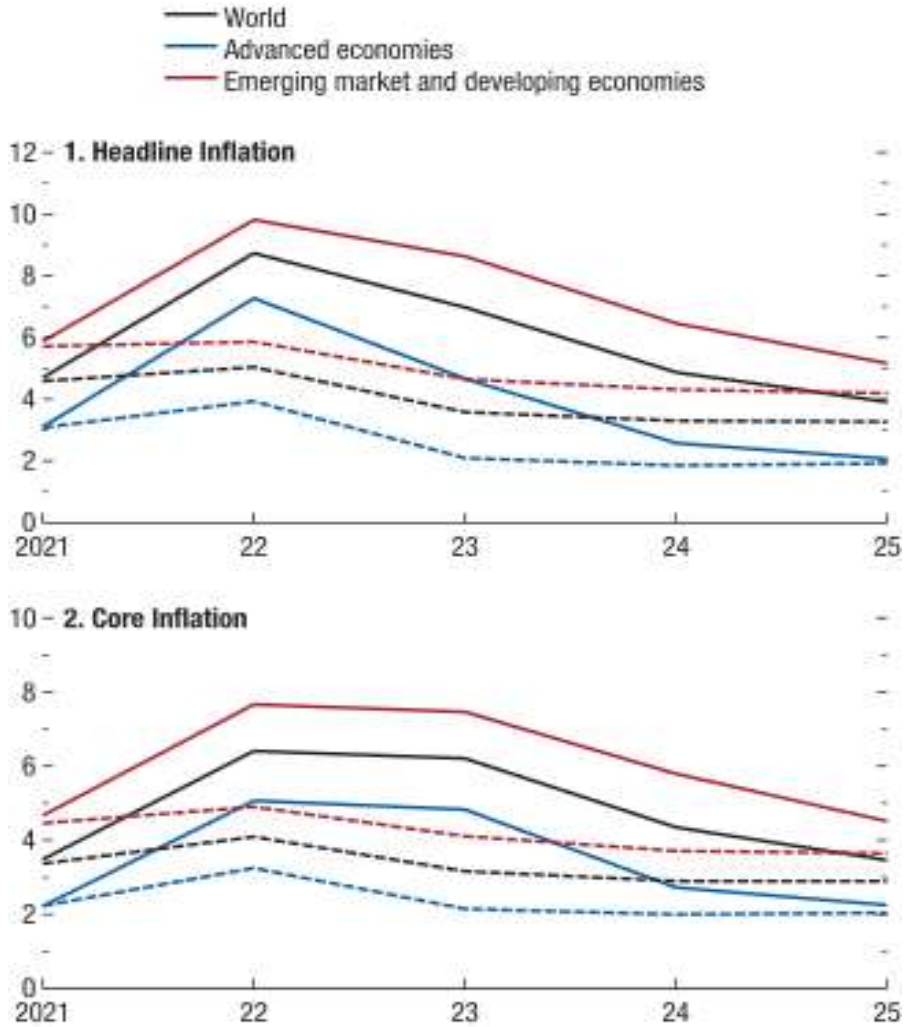 World
Advanced economies
Emerging market and developing economies
12
1. Headline Inflation
10
8
6
4
2
0
2021 22 23 24 25
10
2. Core Inflation
8
6
4
2
0
2021 22 23 24 25